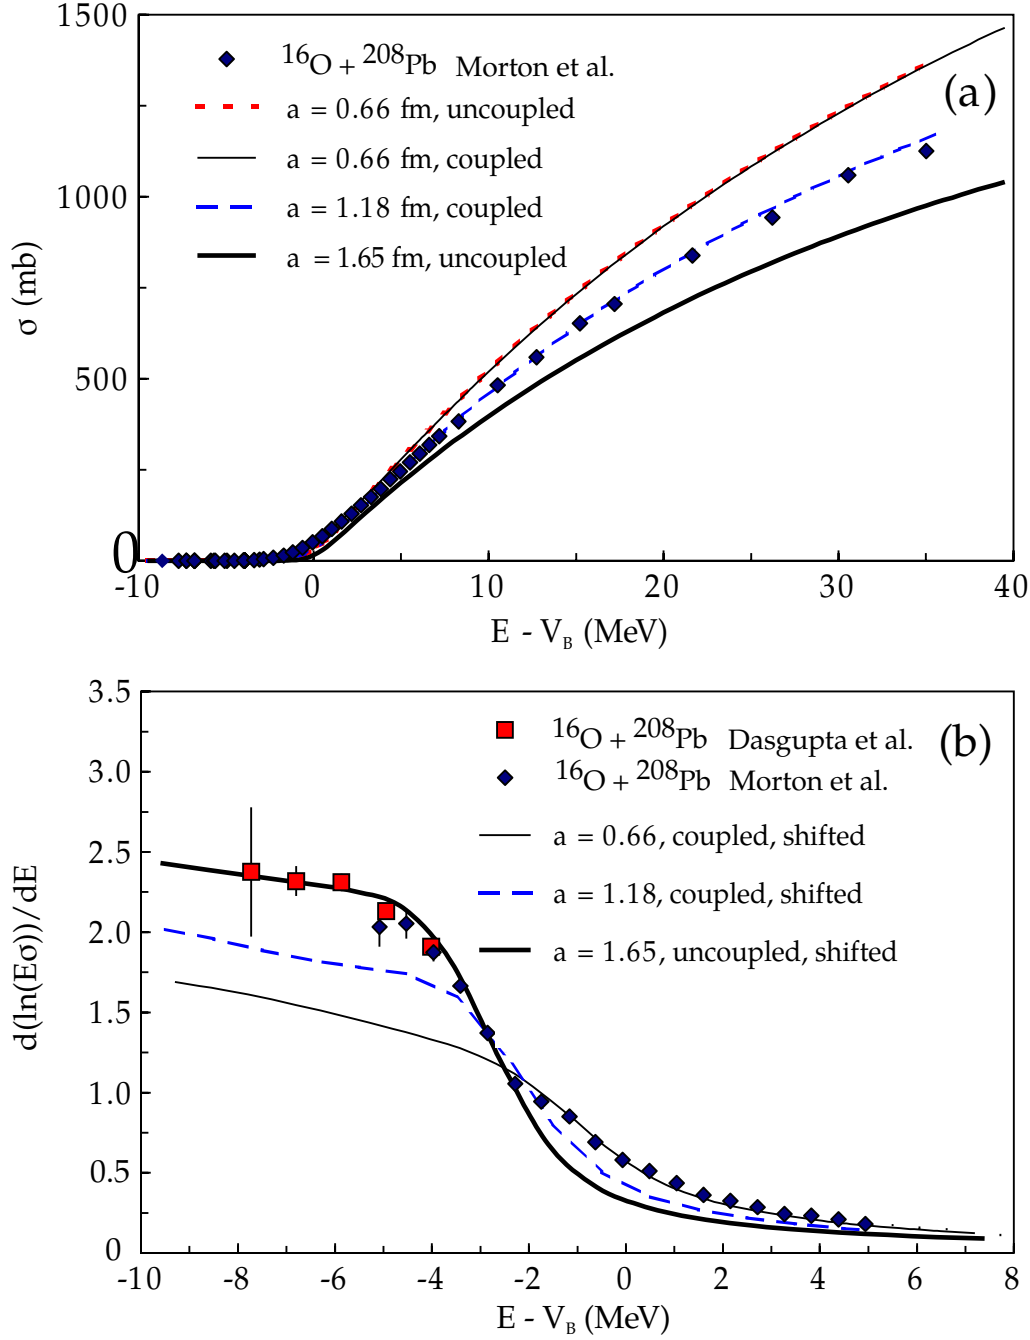 1500
1000
500
0
σ (mb)
¹⁶O + ²⁰⁸Pb Morton et al.
a = 0.66 fm, uncoupled
a = 0.66 fm, coupled
a = 1.18 fm, coupled
a = 1.65 fm, uncoupled
(a)
-10 0 10 20 30 40
E - V_B (MeV)
3.5
3.0
2.5
2.0
1.5
1.0
0.5
0
d(ln(Eσ))/dE
¹⁶O + ²⁰⁸Pb Dasgupta et al.
¹⁶O + ²⁰⁸Pb Morton et al.
a = 0.66, coupled, shifted
a = 1.18, coupled, shifted
a = 1.65, uncoupled, shifted
(b)
-10 -8 -6 -4 -2 0 2 4 6 8
E - V_B (MeV)